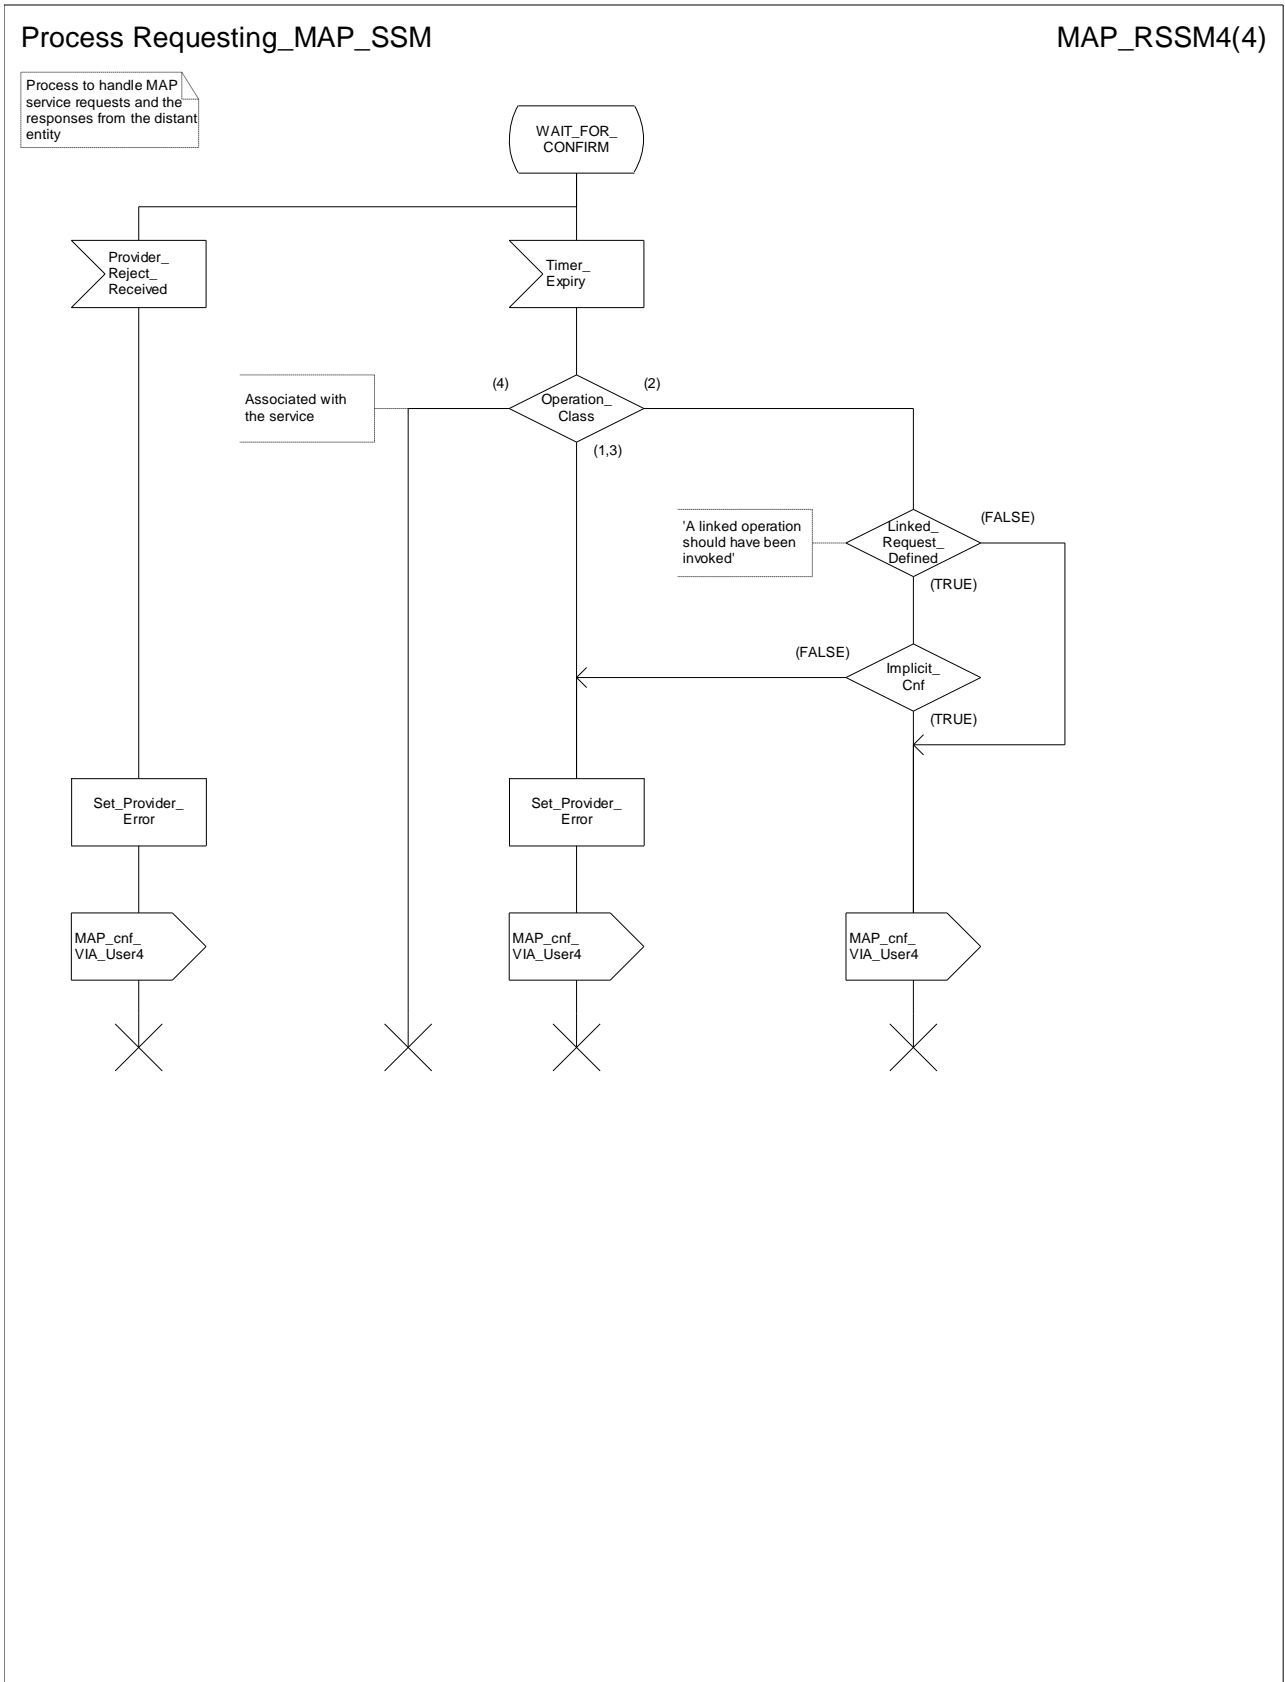 Process Requesting_MAP_SSM
MAP_RSSM4(4)
Process to handle MAP
service requests and the
responses from the distant
entity
WAIT_FOR_
CONFIRM
Provider_
Reject_
Received
Timer_
Expiry
Associated with
the service
(4)
Operation_
Class
(2)
(1,3)
'A linked operation
should have been
invoked'
Linked_
Request_
Defined
(FALSE)
(TRUE)
(FALSE)
Implicit_
Cnf
(TRUE)
Set_Provider_
Error
Set_Provider_
Error
MAP_cnf_
VIA_User4
MAP_cnf_
VIA_User4
MAP_cnf_
VIA_User4